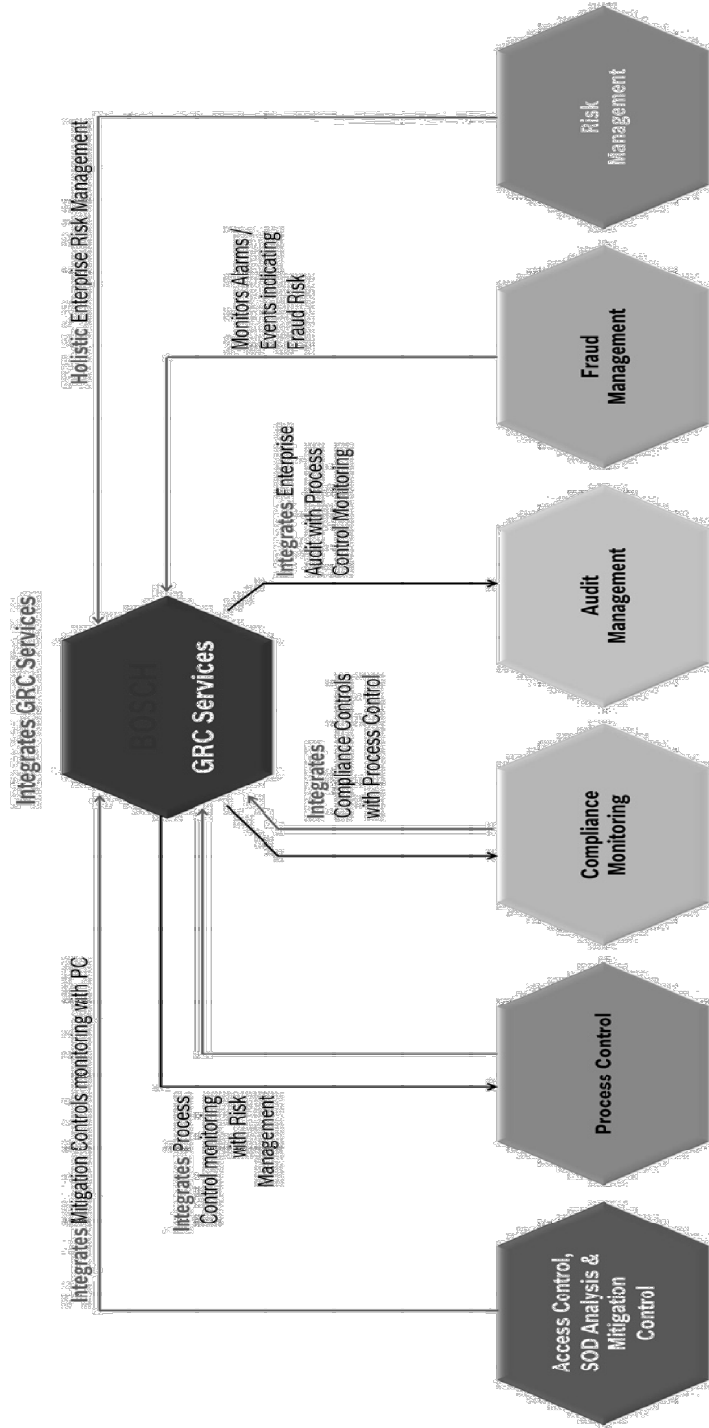 Integrates GRC Services
Integrates Mitigation Controls monitoring with PC
Holistic Enterprise Risk Management
BOSCH
GRC Services
Integrates Process
Control monitoring
with Risk
Management
Integrates
Compliance Controls
with Process Control
Integrates Enterprise
Audit with Process
Control Monitoring
Monitors Alarms /
Events indicating
Fraud Risk
Access Control,
SOD Analysis &
Mitigation
Control
Process Control
Compliance
Monitoring
Audit
Management
Fraud
Management
Risk
Management